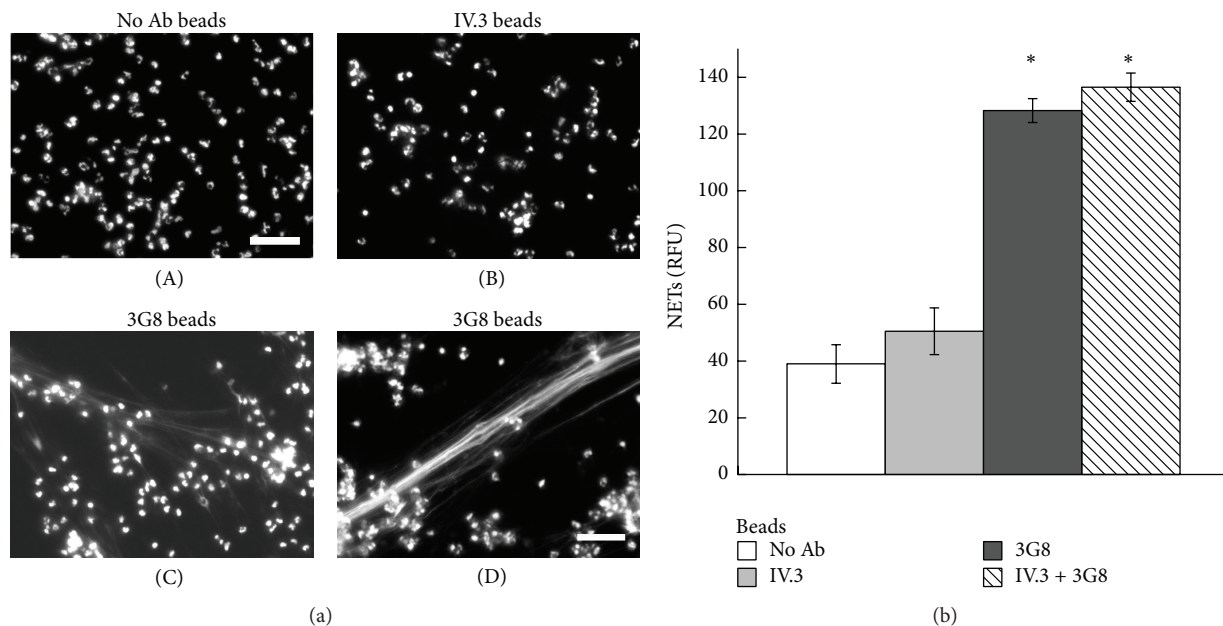 No Ab beads
IV.3 beads
(A)
(B)
3G8 beads
3G8 beads
(C)
(D)
(a)
* *
140
120
100
80
60
40
20
0
NETs (RFU)
Beads
No Ab
IV.3
3G8
IV.3 + 3G8
(b)